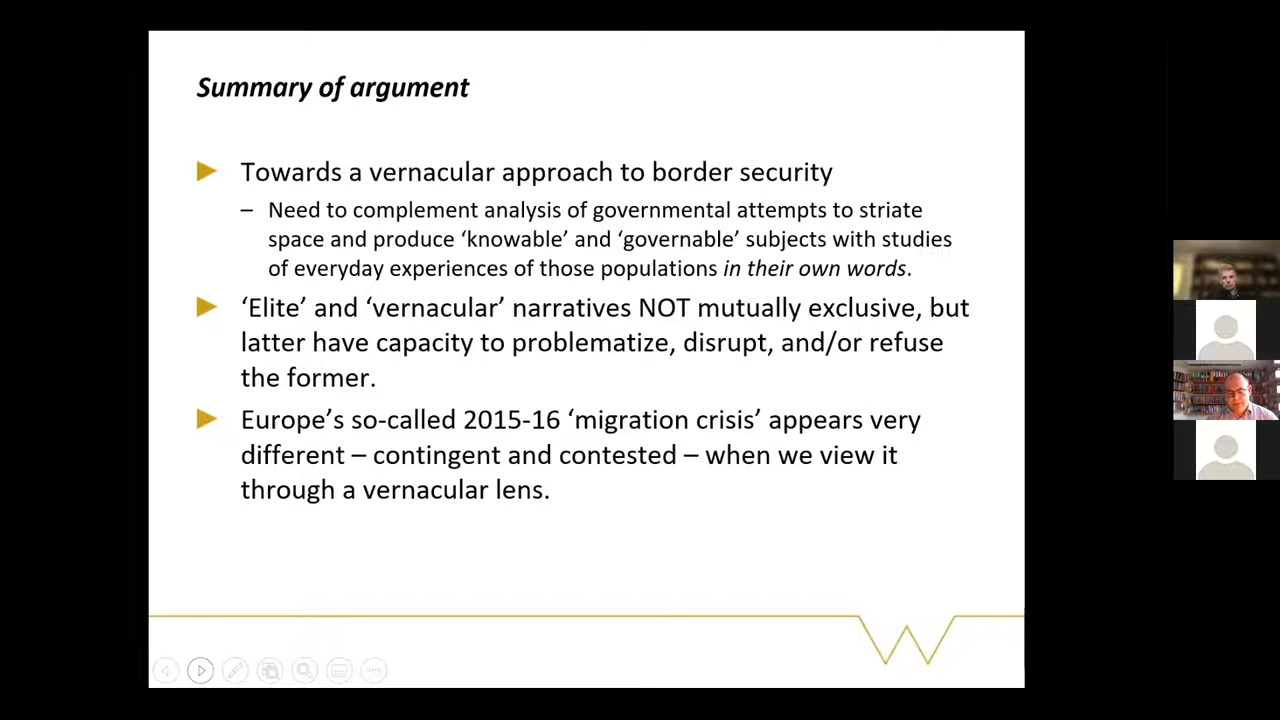 Summary of argument
Towards a vernacular approach to border security
– Need to complement analysis of governmental attempts to striate
space and produce ‘knowable’ and ‘governable’ subjects with studies
of everyday experiences of those populations in their own words.
‘Elite’ and ‘vernacular’ narratives NOT mutually exclusive, but
latter have capacity to problematize, disrupt, and/or refuse
the former.
Europe’s so-called 2015-16 ‘migration crisis’ appears very
different – contingent and contested – when we view it
through a vernacular lens.